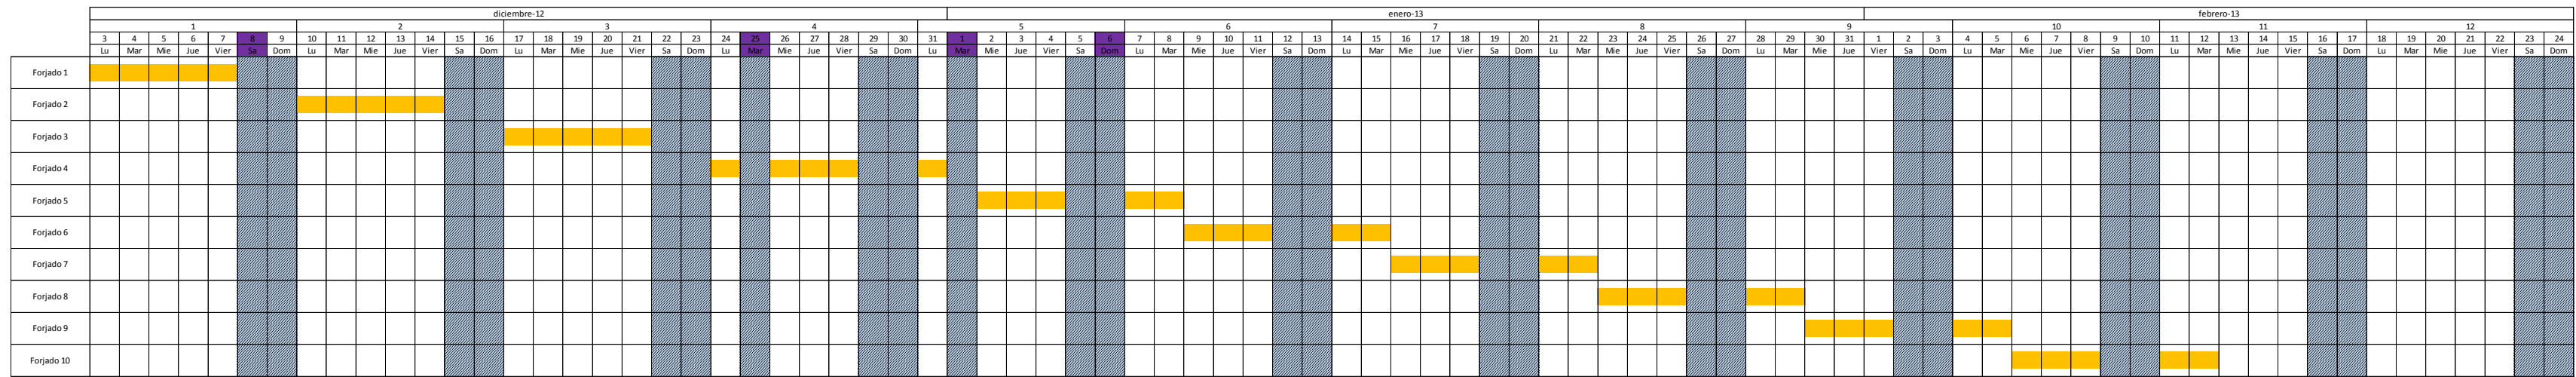 diciembre-12 enero-13 febrero-13
1 2 3 4 5 6 7 8 9 10 11 12
3 4 5 6 7 8 9 10 11 12 13 14 15 16 17 18 19 20 21 22 23 24 25 26 27 28 29 30 31 1 2 3 4 5 6 7 8 9 10 11 12 13 14 15 16 17 18 19 20 21 22 23 24 25 26 27 28 29 30 31 1 2 3 4 5 6 7 8 9 10 11 12 13 14 15 16 17 18 19 20 21 22 23 24
Lu Mar Mie Jue Vier Sa Dom Lu Mar Mie Jue Vier Sa Dom Lu Mar Mie Jue Vier Sa Dom Lu Mar Mie Jue Vier Sa Dom Lu Mar Mie Jue Vier Sa Dom Lu Mar Mie Jue Vier Sa Dom Lu Mar Mie Jue Vier Sa Dom Lu Mar Mie Jue Vier Sa Dom Lu Mar Mie Jue Vier Sa Dom Lu Mar Mie Jue Vier Sa Dom Lu Mar Mie Jue Vier Sa Dom Lu Mar Mie Jue Vier Sa Dom
Forjado 1
Forjado 2
Forjado 3
Forjado 4
Forjado 5
Forjado 6
Forjado 7
Forjado 8
Forjado 9
Forjado 10